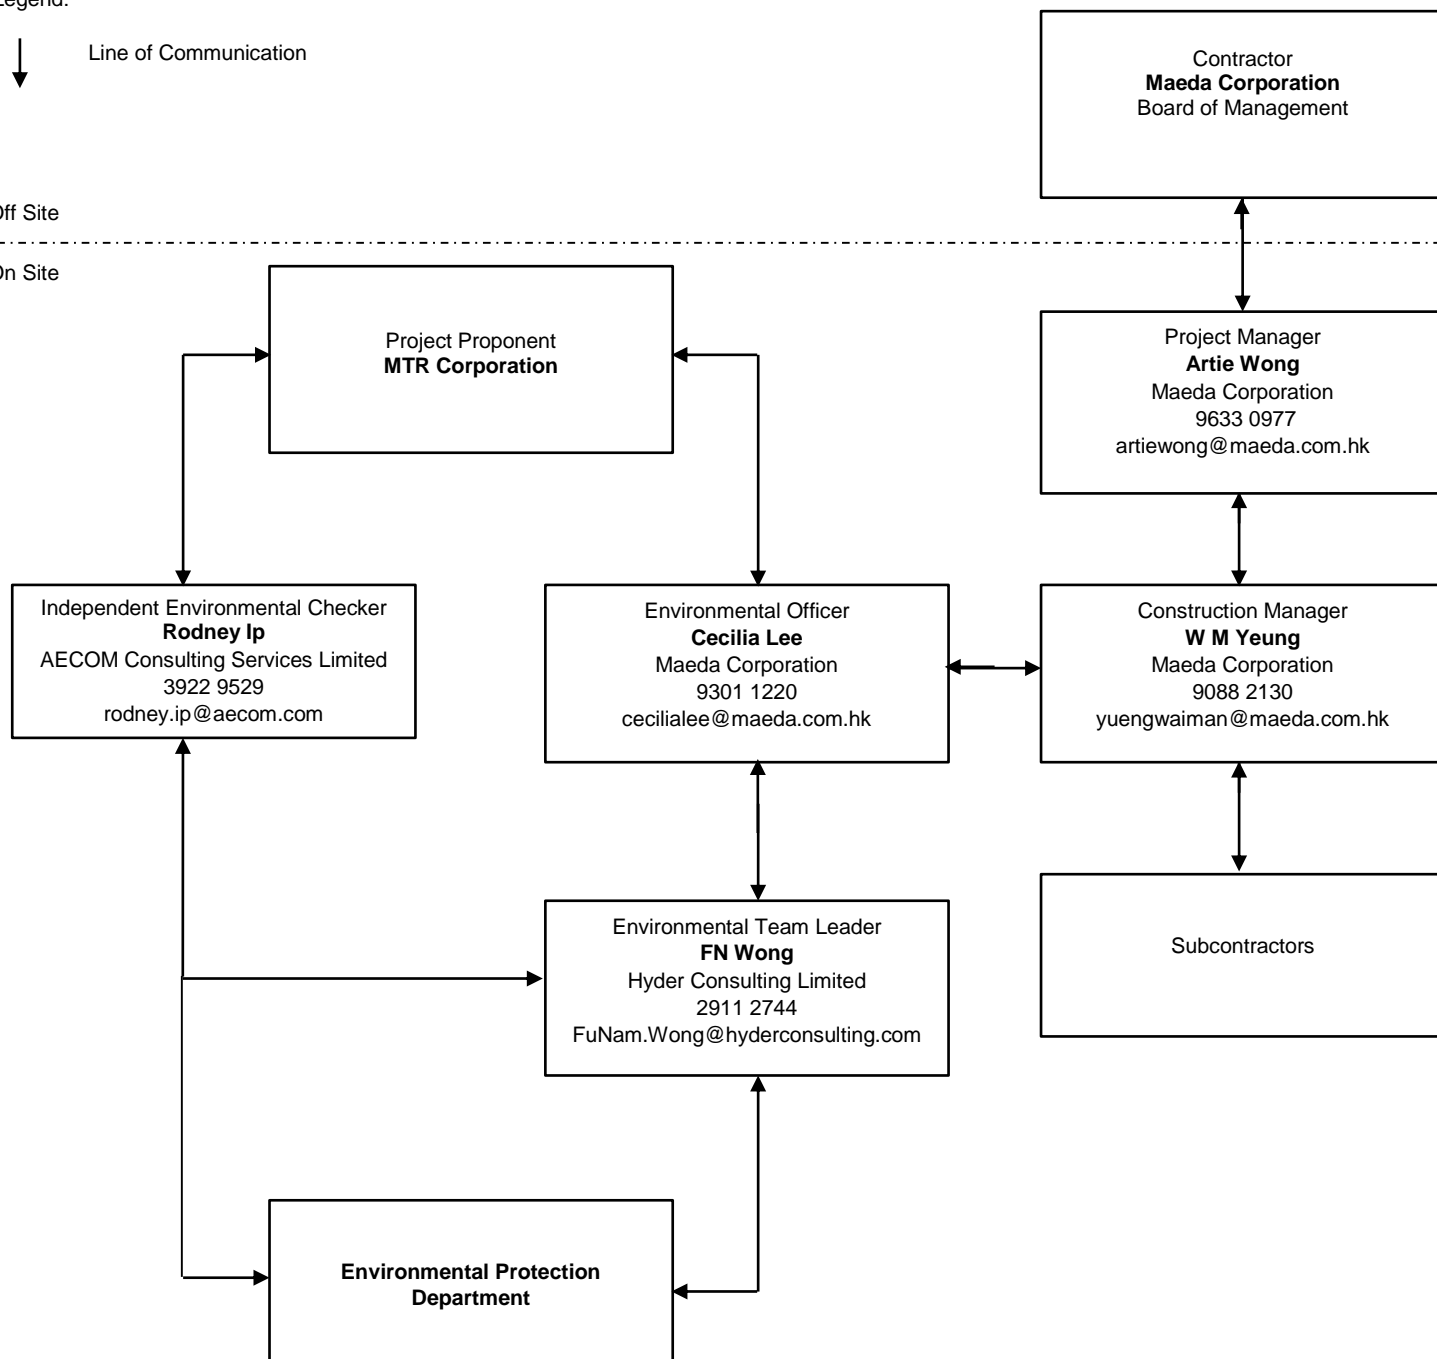 Legend:
Line of Communication
Contractor
Maeda Corporation
Board of Management
Off Site
On Site
Project Proponent
MTR Corporation
Project Manager
Artie Wong
Maeda Corporation
9633 0977
artiewong@maeda.com.hk
Independent Environmental Checker
Rodney Ip
AECOM Consulting Services Limited
3922 9529
rodney.ip@aecom.com
Environmental Officer
Cecilia Lee
Maeda Corporation
9301 1220
cecilialee@maeda.com.hk
Construction Manager
W M Yeung
Maeda Corporation
9088 2130
yuengwaiman@maeda.com.hk
Environmental Team Leader
FN Wong
Hyder Consulting Limited
2911 2744
FuNam.Wong@hyderconsulting.com
Subcontractors
Environmental Protection
Department